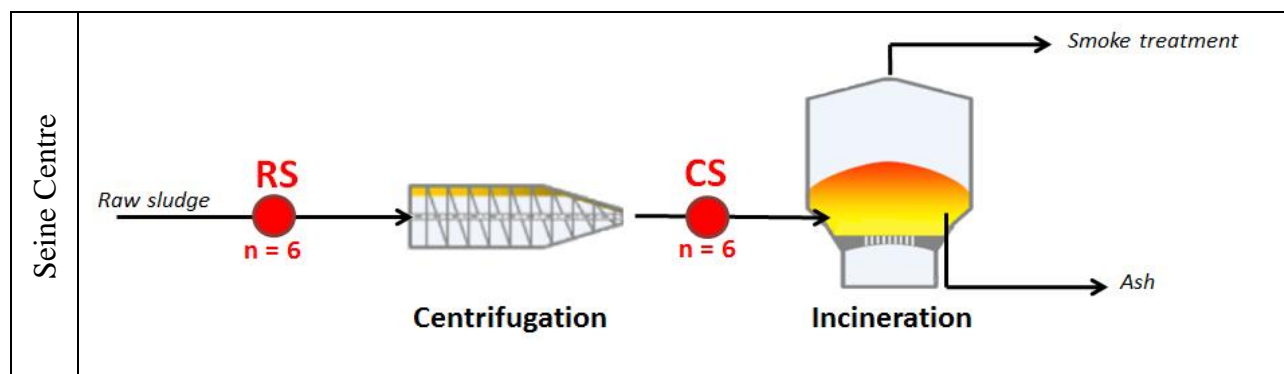 Seine Centre
Smoke treatment
RS
CS
Raw sludge
n = 6
n = 6
Ash
Centrifugation
Incineration